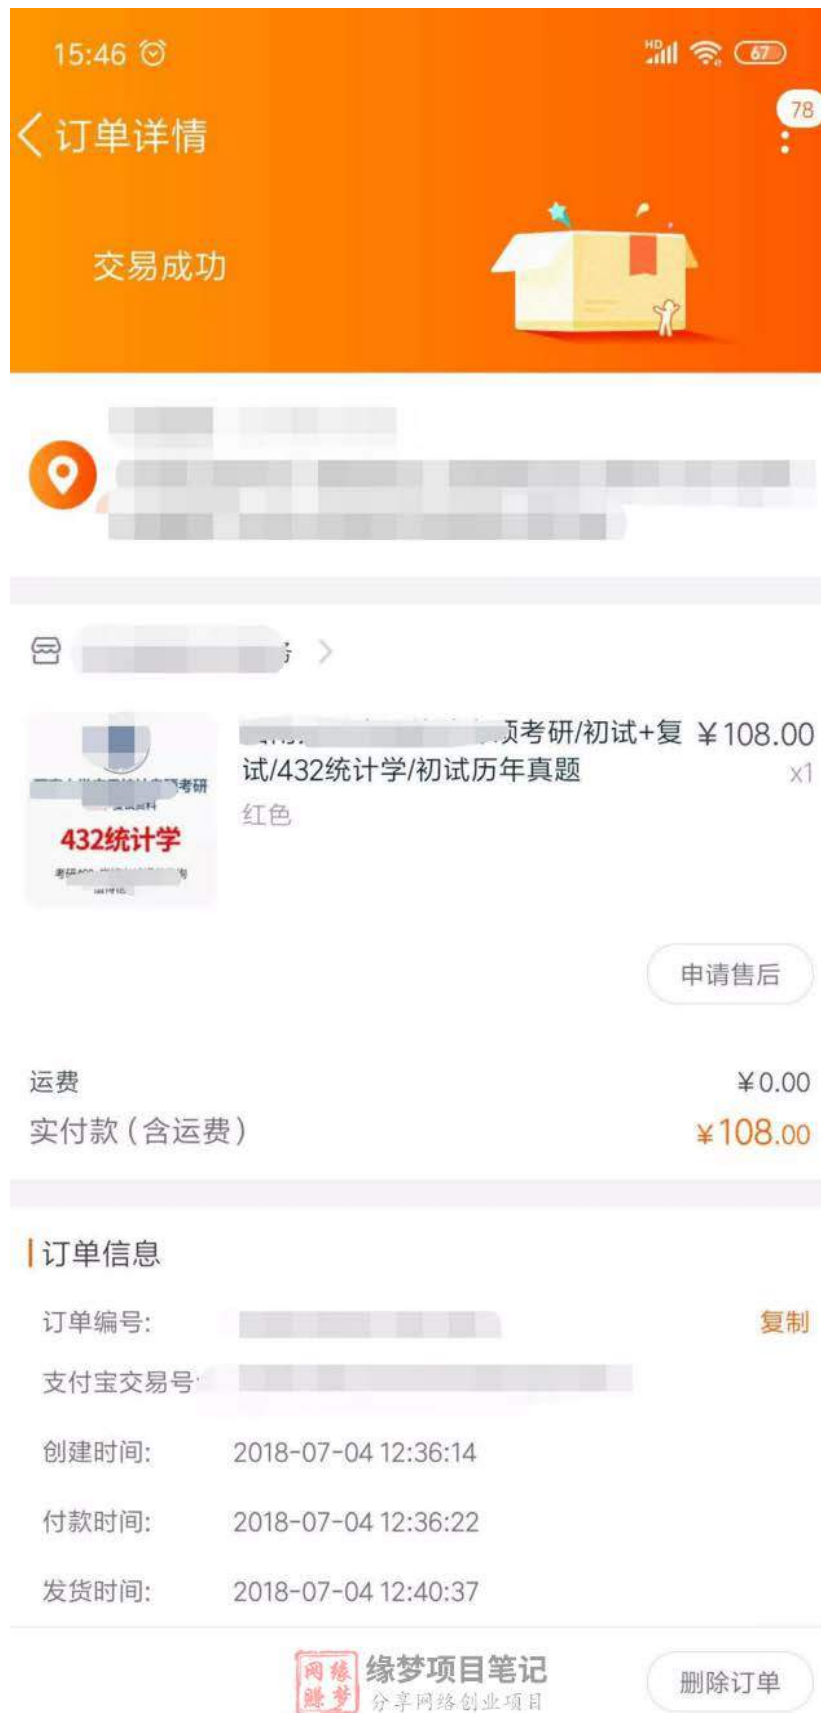 15:46
HD
67
订单详情
78
交易成功
考研/初试+复
¥108.00
试/432统计学/初试历年真题
x1
红色
考研
432统计学
申请售后
运费
¥0.00
实付款(含运费)
¥108.00
订单信息
订单编号:
复制
支付宝交易号
创建时间:
2018-07-04 12:36:14
付款时间:
2018-07-04 12:36:22
发货时间:
2018-07-04 12:40:37
网缘
赚梦
缘梦项目笔记
分享网络创业项目
删除订单